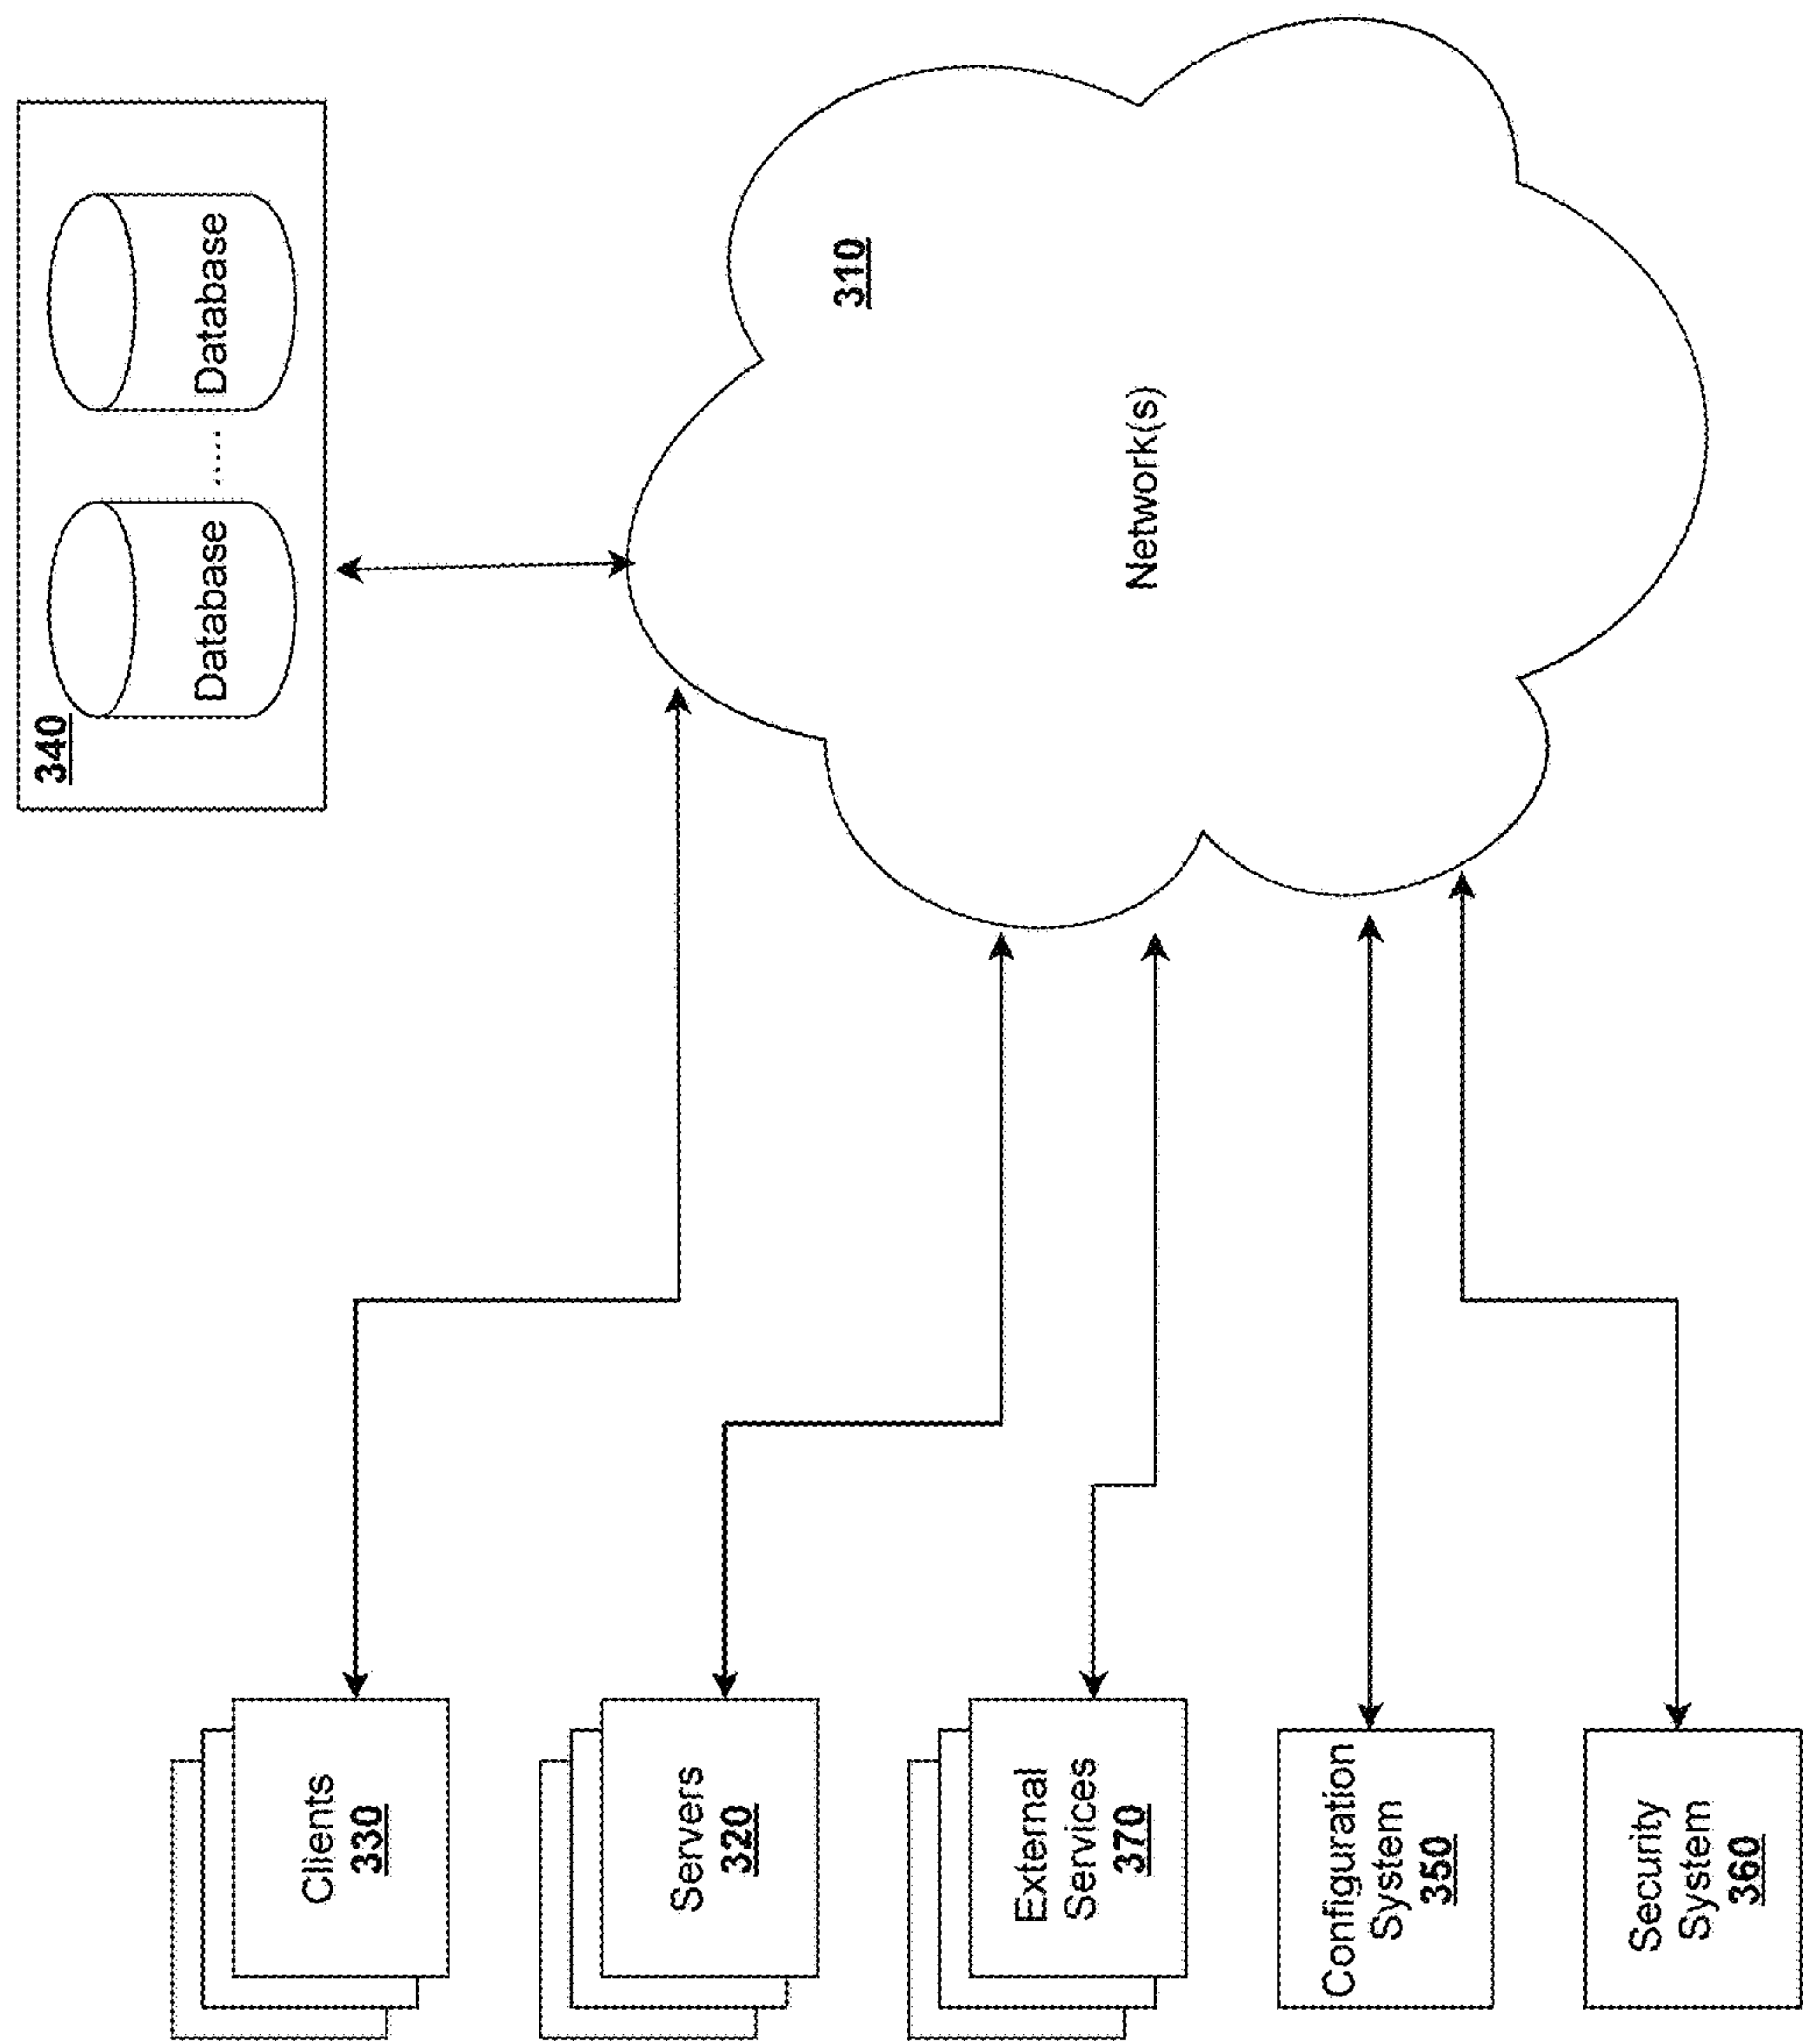 340
Database
.....
Database
310
Network(s)
Clients
330
Servers
320
External
Services
370
Configuration
System
350
Security
System
360